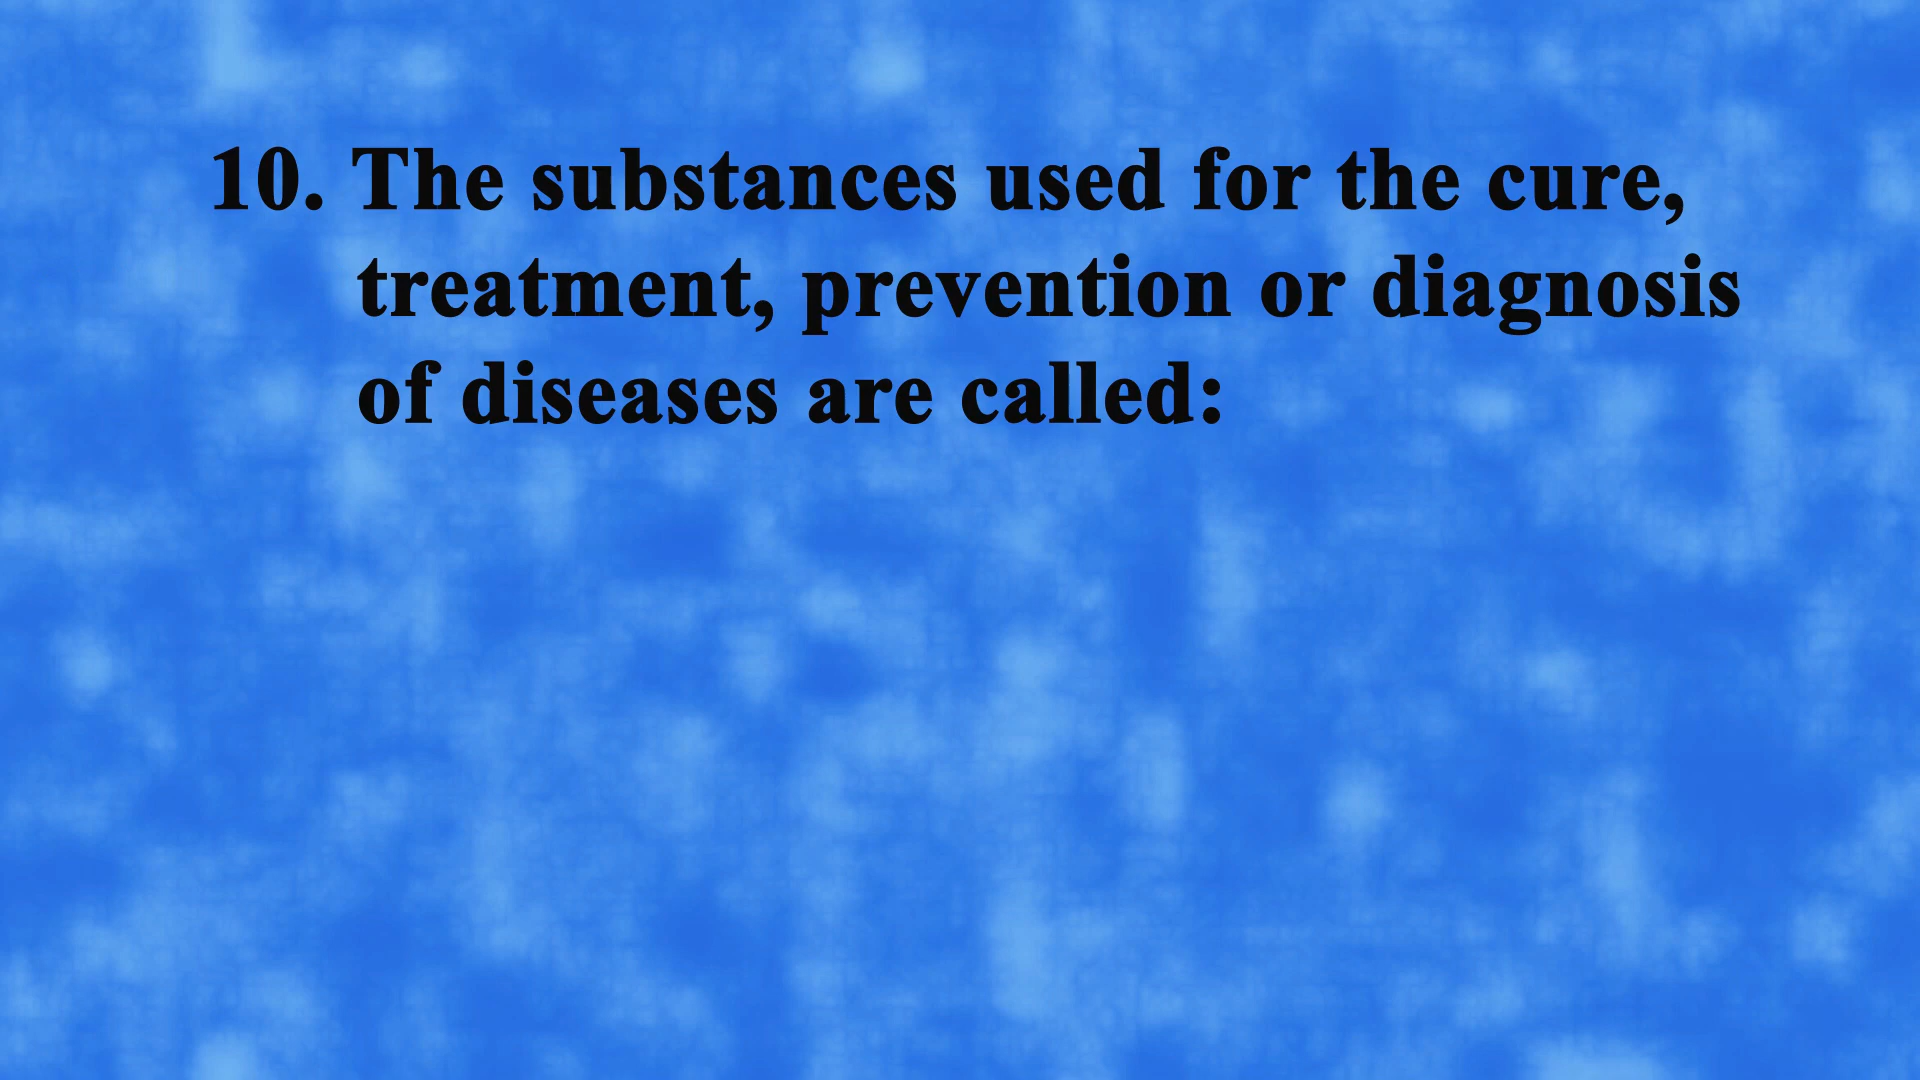 10. The substances used for the cure,
treatment, prevention or diagnosis
of diseases are called: